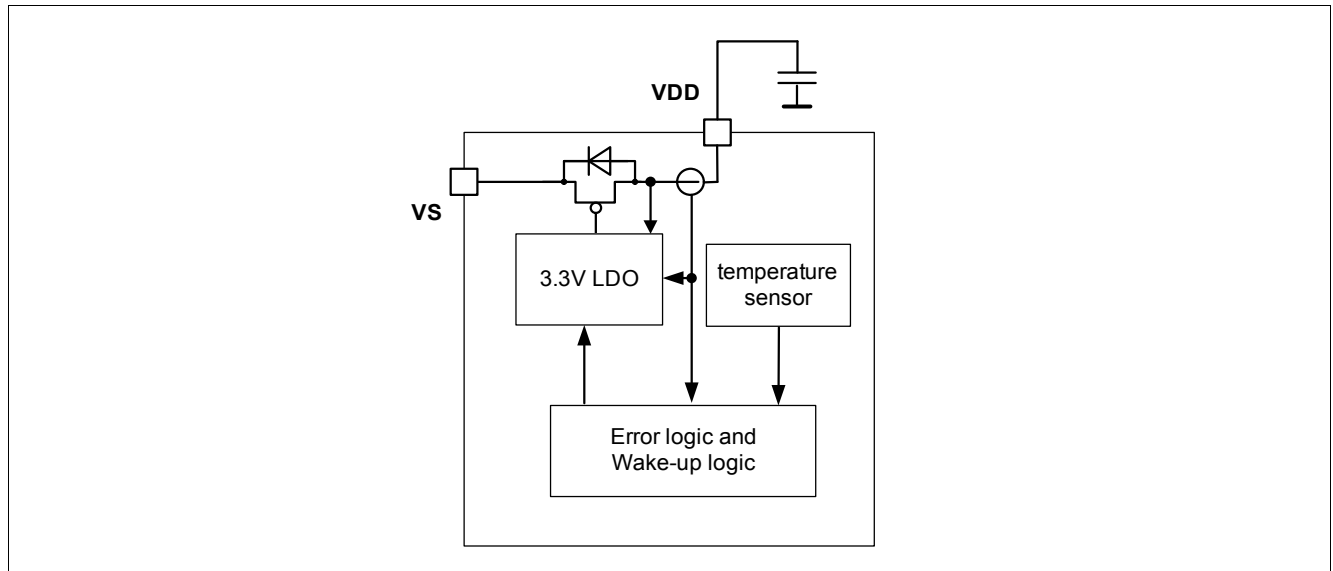 VDD
VS
3.3V LDO
temperature
sensor
Error logic and
Wake-up logic